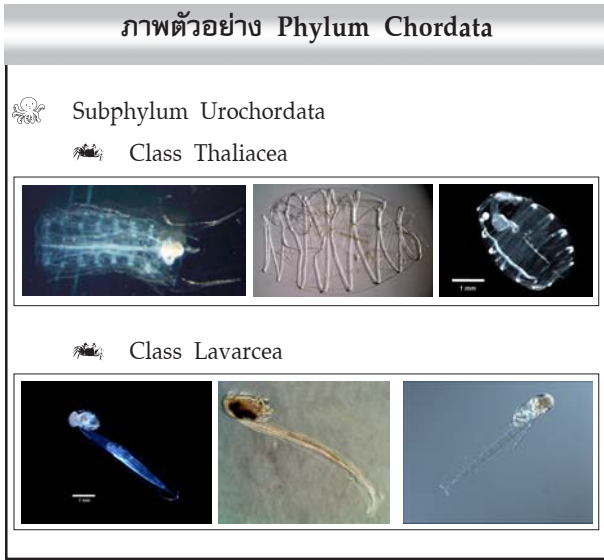 ภาพตัวอย่าง Phylum Chordata
Subphylum Urochordata
Class Thaliacea
1 mm
Class Lavarcea
1 mm